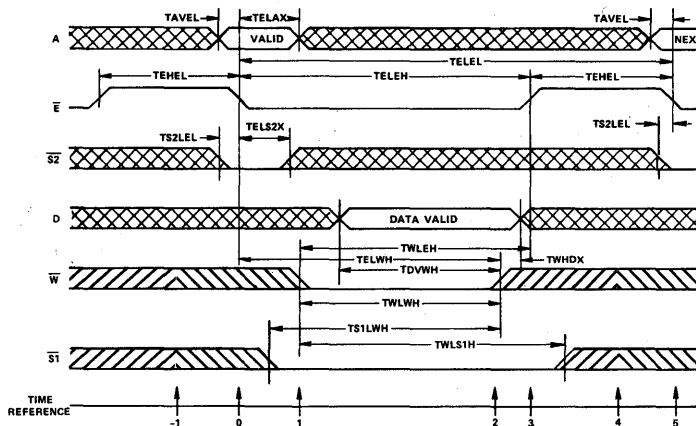 TAVEL TELAX TAVEL
A VALID NEX
TELEL
TEHEL TELEH TEHEL
E
TELS2X
TS2LEL TS2LEL
S2
D DATA VALID
TWLEH
TELWH TWHDX
TDVWH
W
TWLWH
TS1LWH
TWLS1H
S1
TIME
REFERENCE
-1 0 1 2 3 4 5